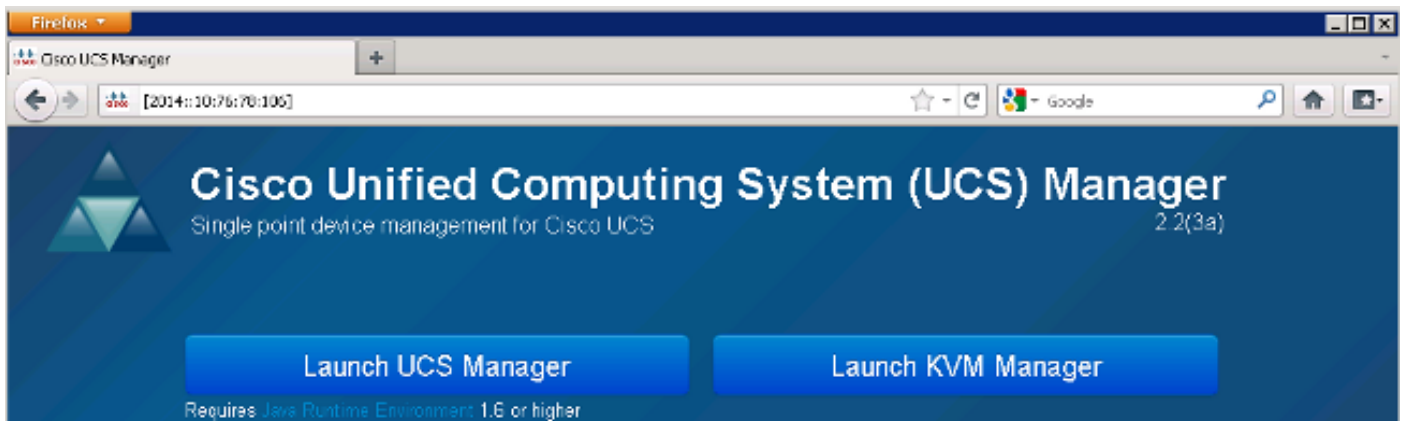 Firefox
Cisco UCS Manager
[2014::10:76:78:106]
Google
Cisco Unified Computing System (UCS) Manager
Single point device management for Cisco UCS
2.2(3a)
Launch UCS Manager
Launch KVM Manager
Requires Java Runtime Environment 1.6 or higher